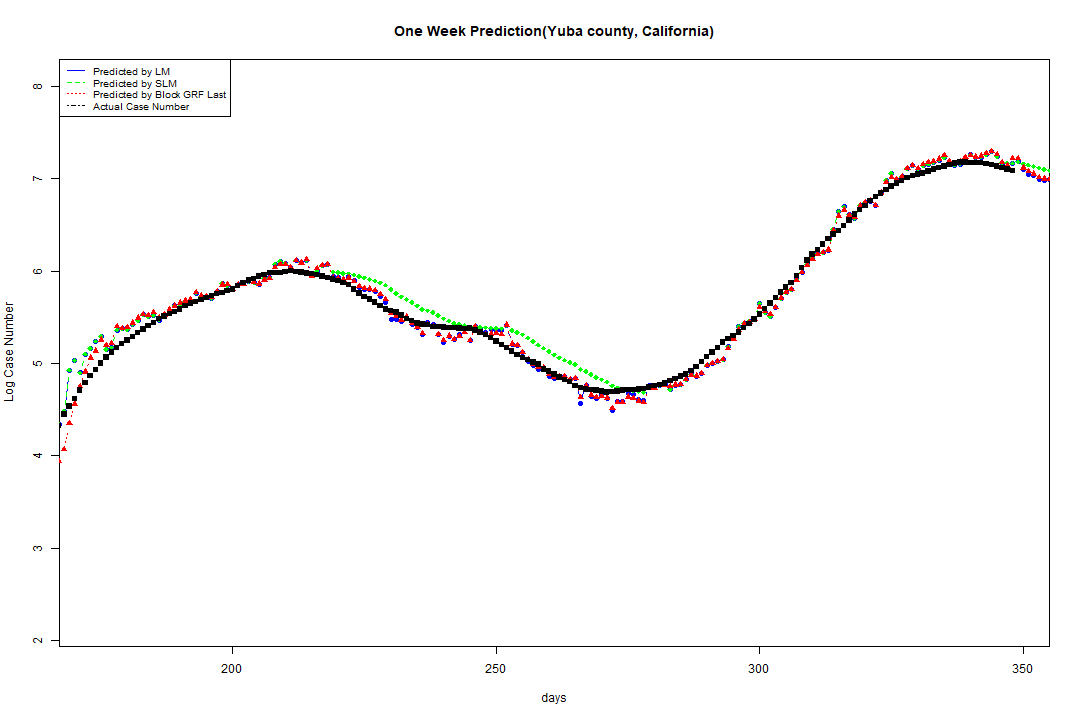 One Week Prediction(Yuba county, California)
Predicted by LM
Predicted by SLM
Predicted by Block GRF Last
Actual Case Number
8
7
6
5
4
3
2
Log Case Number
200
250
300
350
days